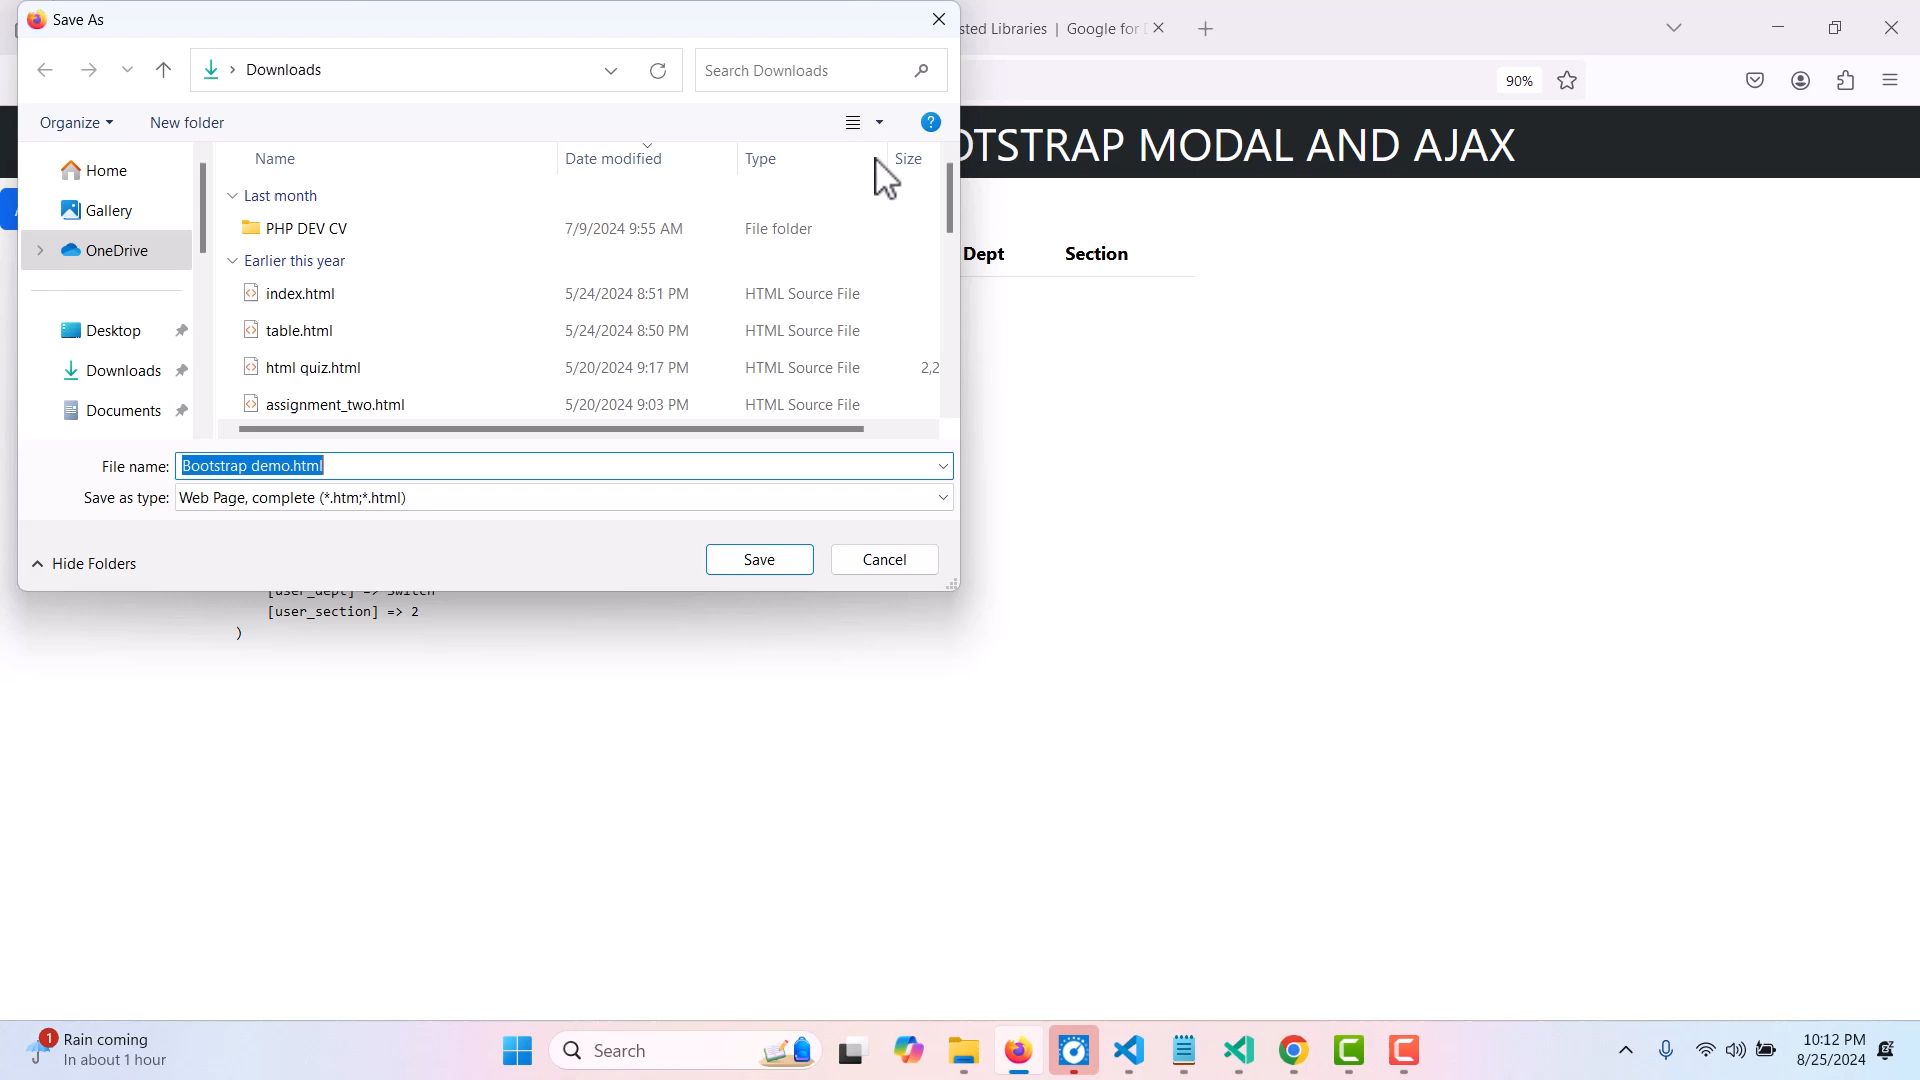 Save As
sted Libraries | Google for
Downloads
Search Downloads
90%
Organize
New folder
?
OTSTRAP MODAL AND AJAX
Name
Date modified
Type
Size
Home
Gallery
OneDrive
Desktop
Downloads
Documents
Last month
PHP DEV CV
7/9/2024 9:55 AM
File folder
Earlier this year
index.html
5/24/2024 8:51 PM
HTML Source File
table.html
5/24/2024 8:50 PM
HTML Source File
html quiz.html
5/20/2024 9:17 PM
HTML Source File
2,2
assignment_two.html
5/20/2024 9:03 PM
HTML Source File
Dept
Section
File name:
Bootstrap demo.html
Save as type:
Web Page, complete (*.htm;*.html)
Hide Folders
Save
Cancel
[user_dept] => Switch
[user_section] => 2
)
1
Rain coming
In about 1 hour
Search
10:12 PM
8/25/2024